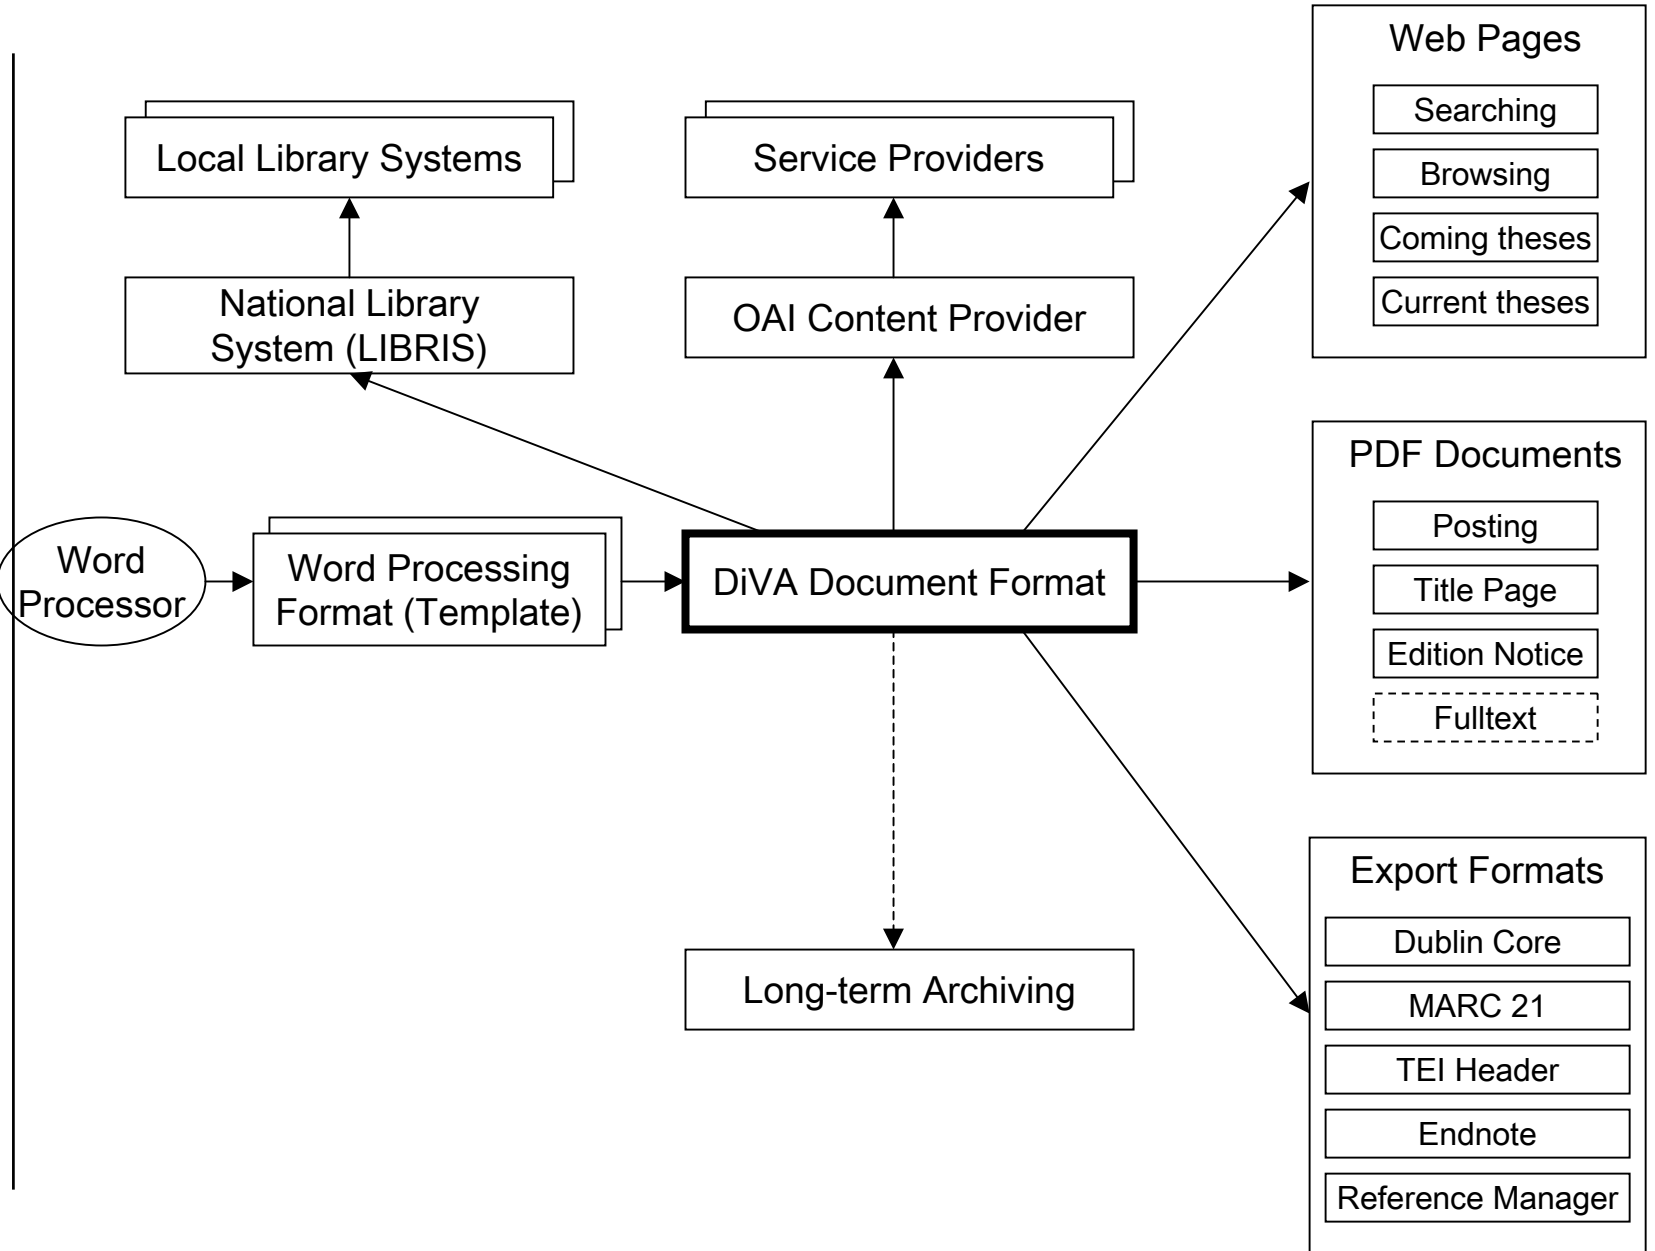 Local Library Systems
Service Providers
National Library
System (LIBRIS)
OAI Content Provider
Word
Processor
Word Processing
Format (Template)
DiVA Document Format
Long-term Archiving
Web Pages
Searching
Browsing
Coming theses
Current theses
PDF Documents
Posting
Title Page
Edition Notice
Fulltext
Export Formats
Dublin Core
MARC 21
TEI Header
Endnote
Reference Manager